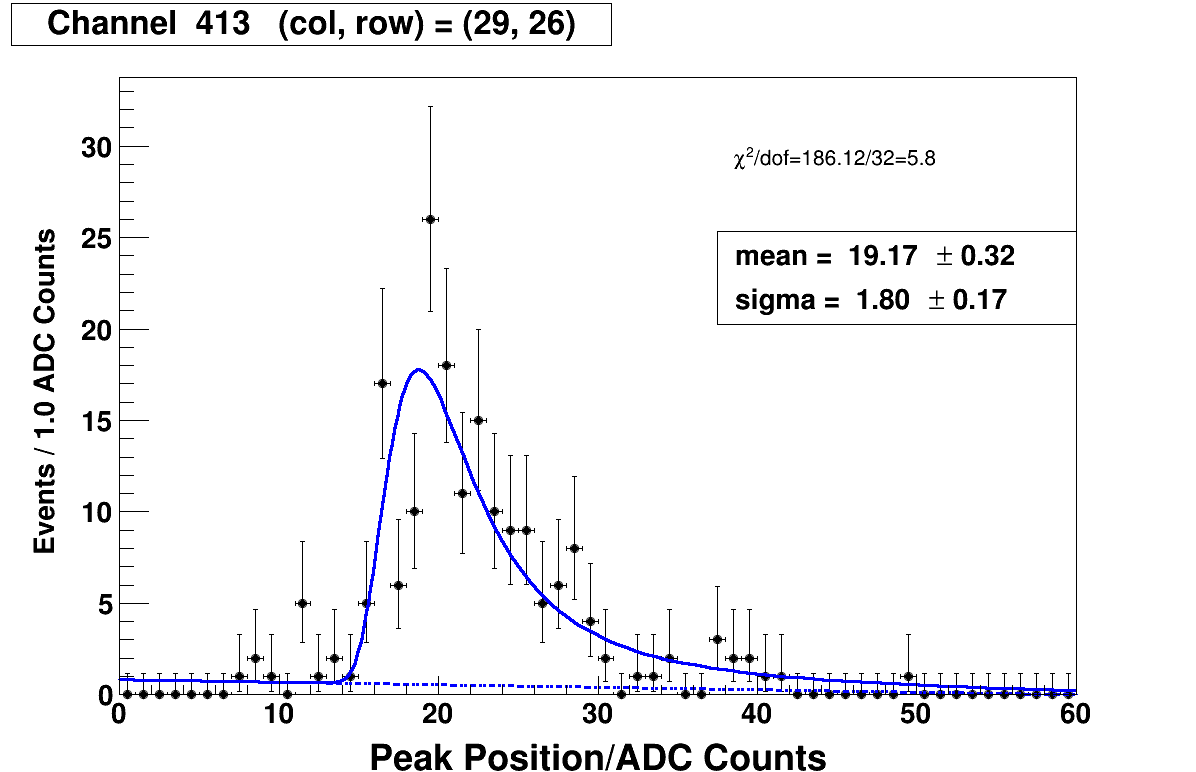 Channel 413 (col, row) = (29, 26)
χ²/dof=186.12/32=5.8
mean = 19.17 ± 0.32
sigma = 1.80 ± 0.17
Events / 1.0 ADC Counts
30
25
20
15
10
5
0
0 10 20 30 40 50 60
Peak Position/ADC Counts